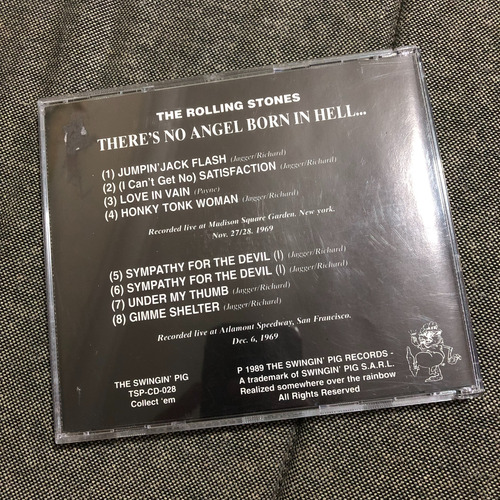 THE ROLLING STONES
THERE'S NO ANGEL BORN IN HELL...
(1) JUMPIN' JACK FLASH (Jagger/Richard)
(2) (I Can't Get No) SATISFACTION (Jagger/Richard)
(3) LOVE IN VAIN (Payne)
(4) HONKY TONK WOMAN (Jagger/Richard)
Recorded live at Madison Square Garden. New york.
Nov. 27/28. 1969
(5) SYMPATHY FOR THE DEVIL (I) (Jagger/Richard)
(6) SYMPATHY FOR THE DEVIL (I) (Jagger/Richard)
(7) UNDER MY THUMB (Jagger/Richard)
(8) GIMME SHELTER (Jagger/Richard)
Recorded live at Atlamont Speedway, San Francisco.
Dec. 6, 1969
THE SWINGIN' PIG
TSP-CD-028
Collect 'em
P 1989 THE SWINGIN' PIG RECORDS -
A trademark of SWINGIN' PIG S.A.R.L.
Realized somewhere over the rainbow
All Rights Reserved